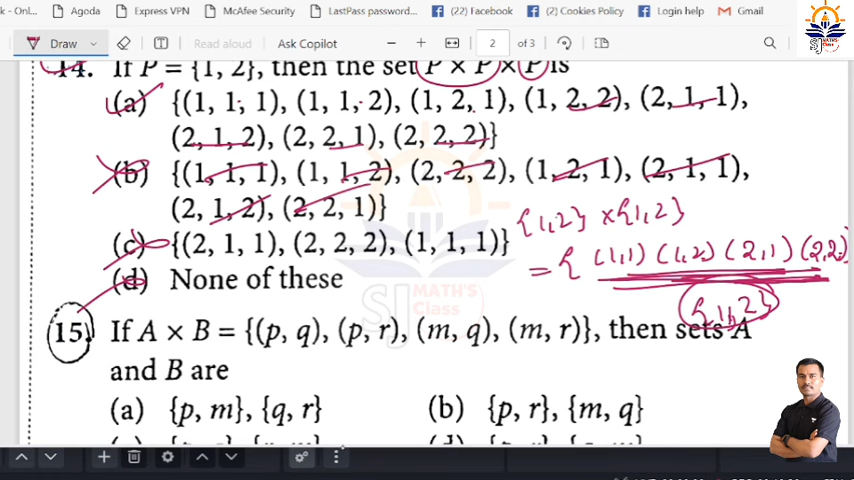 k - Onl... Agoda Express VPN McAfee Security LastPass password... (22) Facebook (2) Cookies Policy Login help Gmail
Draw Read aloud Ask Copilot 2 of 3
14. If P = {1, 2}, then the set P × P × P is
(a) {(1, 1, 1), (1, 1, 2), (1, 2, 1), (1, 2, 2), (2, 1, 1),
(2, 1, 2), (2, 2, 1), (2, 2, 2)}
(b) {(1, 1, 1), (1, 1, 2), (2, 2, 2), (1, 2, 1), (2, 1, 1),
(2, 1, 2), (2, 2, 1)}
{1,2} x {1,2}
(c) {(2, 1, 1), (2, 2, 2), (1, 1, 1)}
= { (1,1) (1,2) (2,1) (2,2)
(d) None of these
{1,2}
SJ MATH'S Classes
15. If A × B = {(p, q), (p, r), (m, q), (m, r)}, then sets A
and B are
(a) {p, m}, {q, r} (b) {p, r}, {m, q}